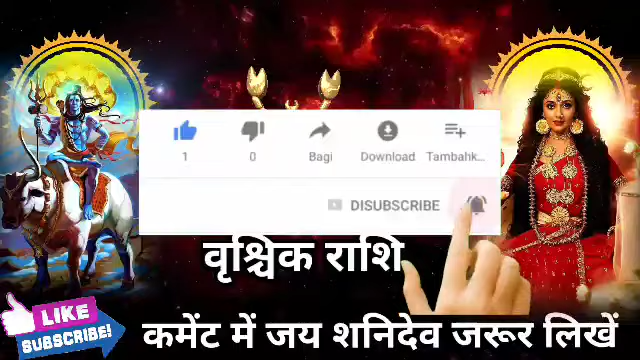 1 0 Bagi Download Tambahk...
DISUBSCRIBE
वृश्चिक राशि
LIKE
SUBSCRIBE!
कमेंट में जय शनिदेव जरूर लिखें